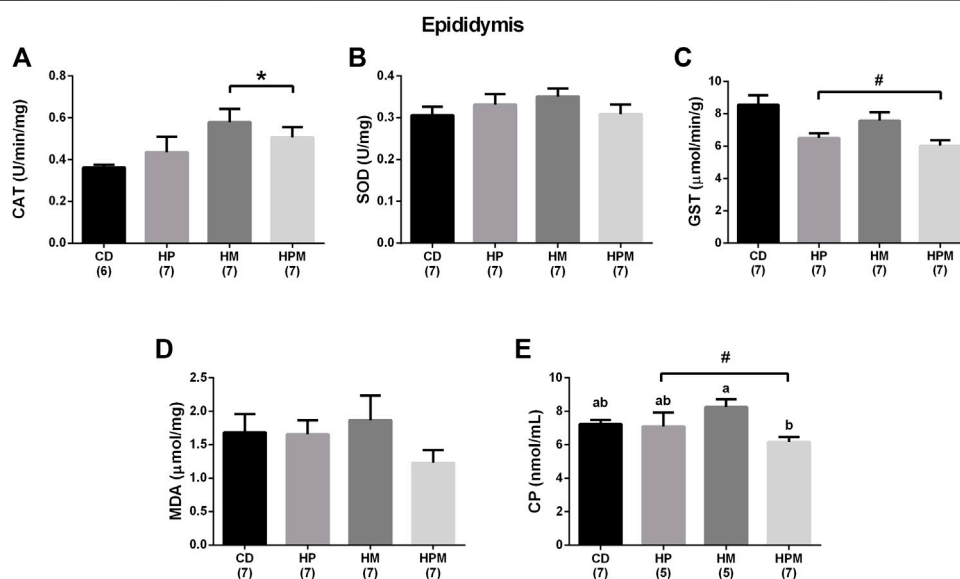 Epididymis
A
CAT (U/min/mg)
0.8
0.6
0.4
0.2
0.0
*
CD
(6)
HP
(7)
HM
(7)
HPM
(7)
B
SOD (U/mg)
0.4
0.3
0.2
0.1
0.0
CD
(7)
HP
(7)
HM
(7)
HPM
(7)
C
GST (μmol/min/g)
10
8
6
4
2
0
#
CD
(7)
HP
(7)
HM
(7)
HPM
(7)
D
MDA (μmol/mg)
2.5
2.0
1.5
1.0
0.5
0.0
CD
(7)
HP
(7)
HM
(7)
HPM
(7)
E
CP (nmol/mL)
10
8
6
4
2
0
#
ab
ab
a
b
CD
(7)
HP
(5)
HM
(5)
HPM
(7)